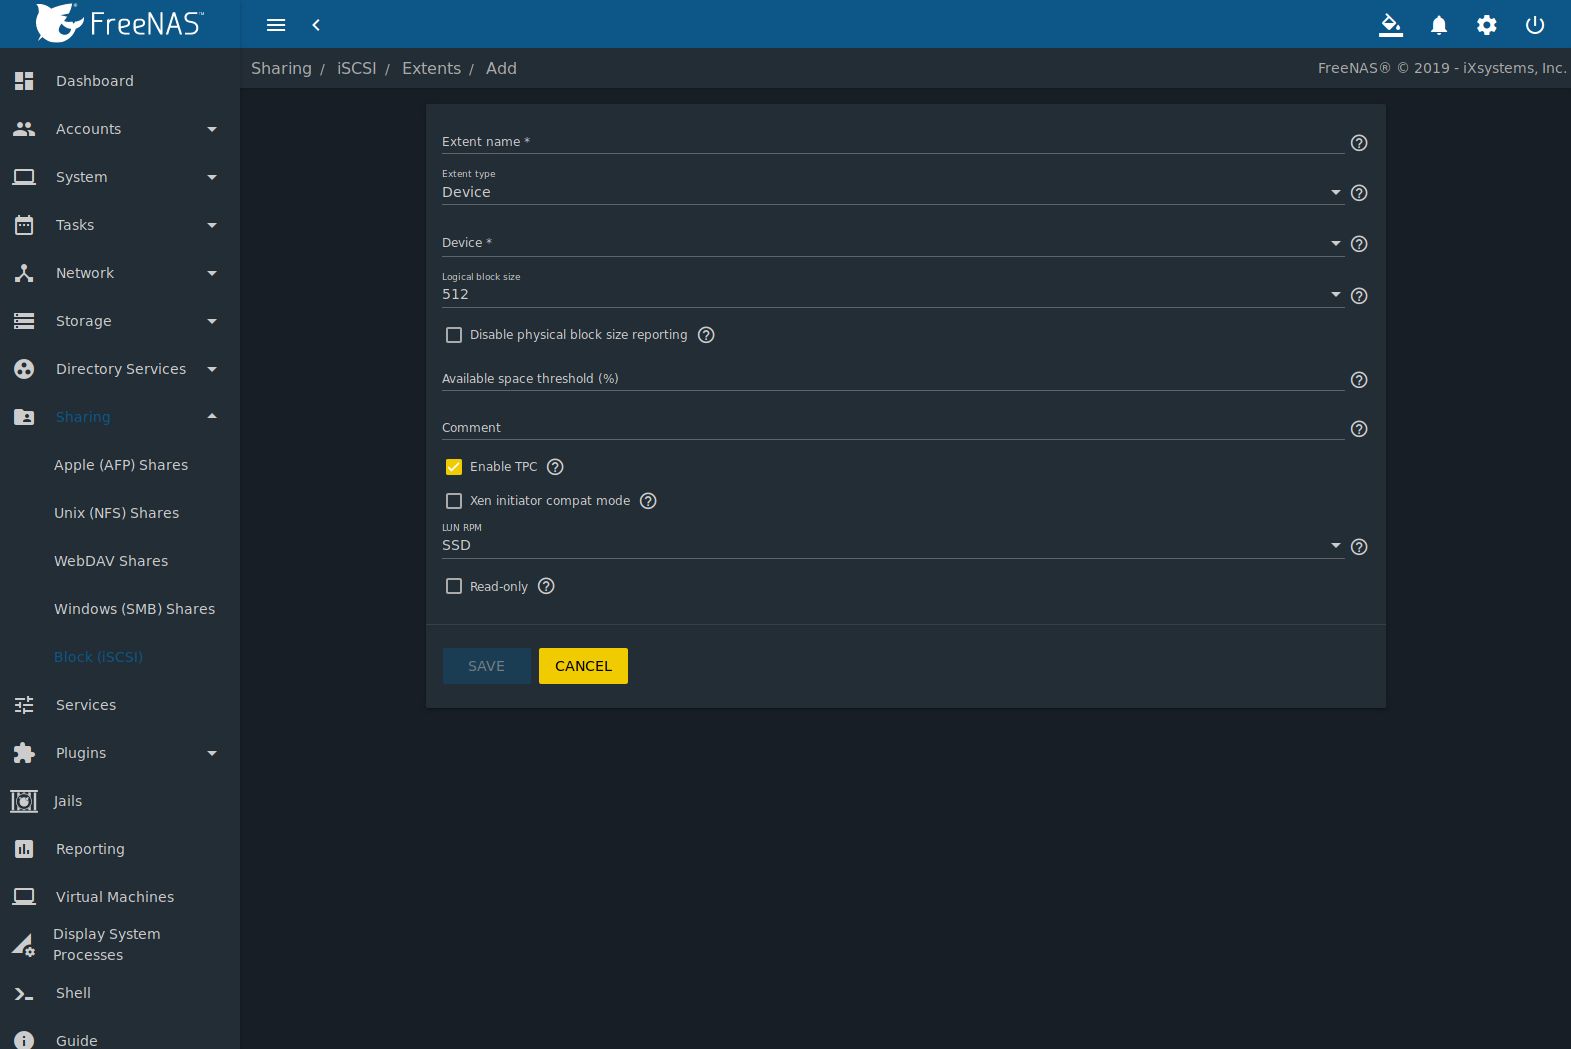 FreeNAS™
Sharing / iSCSI / Extents / Add
FreeNAS® © 2019 - iXsystems, Inc.
Dashboard
Accounts
System
Tasks
Network
Storage
Directory Services
Sharing
Apple (AFP) Shares
Unix (NFS) Shares
WebDAV Shares
Windows (SMB) Shares
Block (iSCSI)
Services
Plugins
Jails
Reporting
Virtual Machines
Display System
Processes
Shell
Guide
Extent name *
Extent type
Device
Device *
Logical block size
512
Disable physical block size reporting
Available space threshold (%)
Comment
Enable TPC
Xen initiator compat mode
LUN RPM
SSD
Read-only
SAVE CANCEL